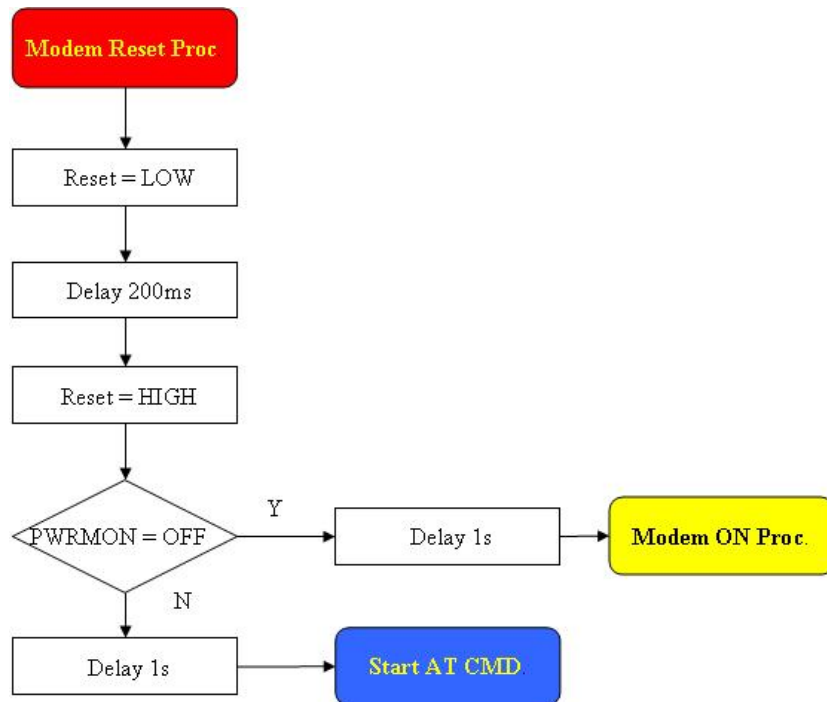 Modem Reset Proc
Reset = LOW
Delay 200ms
Reset = HIGH
PWRMON = OFF
Y
Delay 1s
Modem ON Proc.
N
Delay 1s
Start AT CMD.